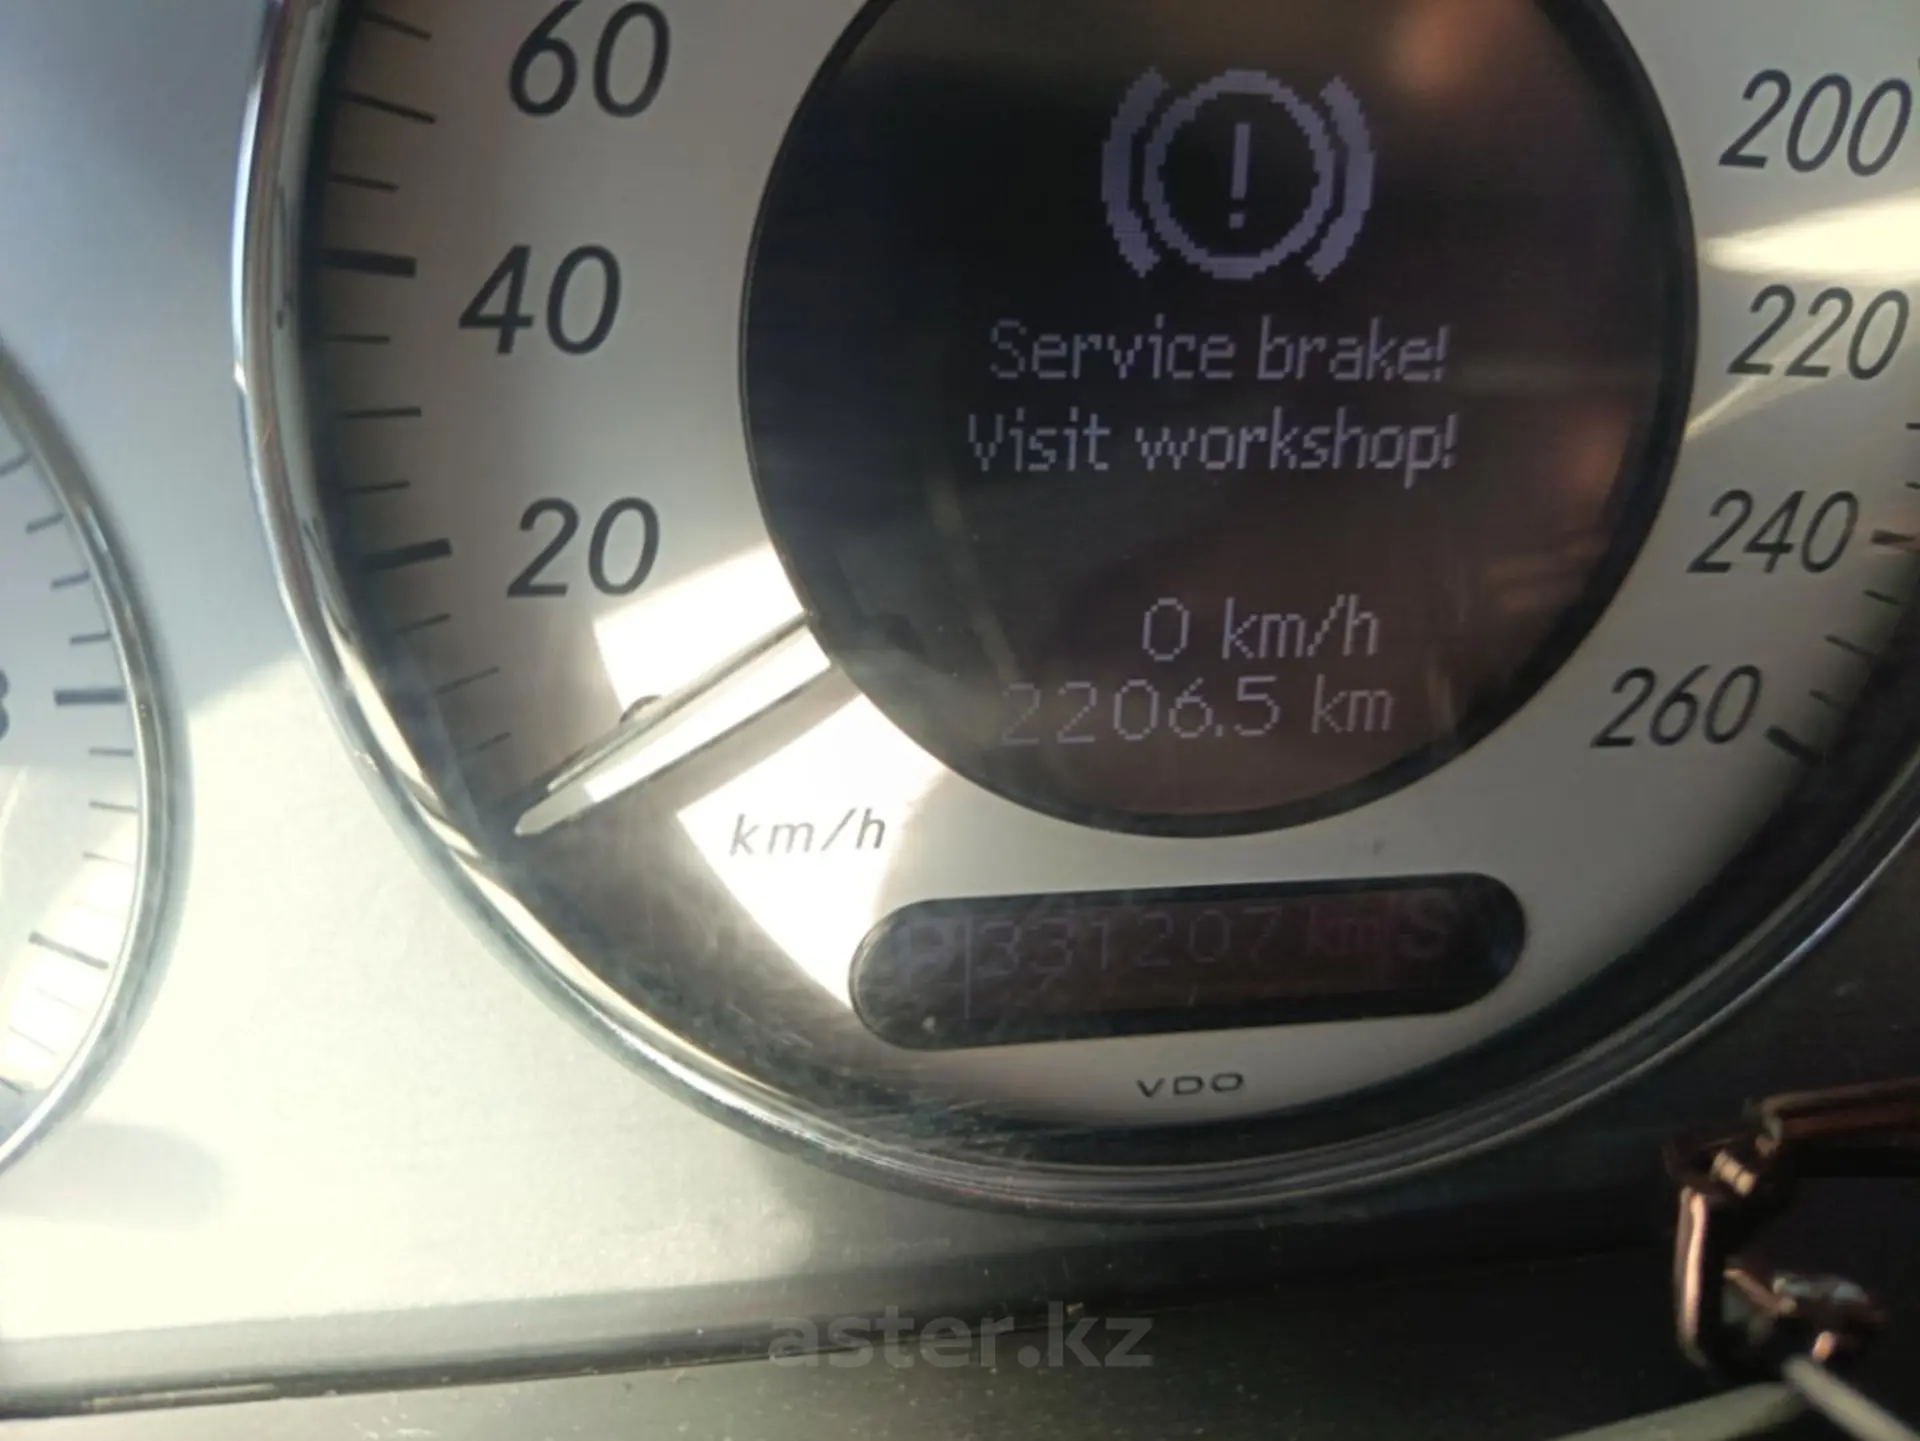 60
40
20
200
220
240
260
Service brake!
Visit workshop!
0 km/h
2206.5 km
km/h
P 331207 km S
VDO
aster.kz